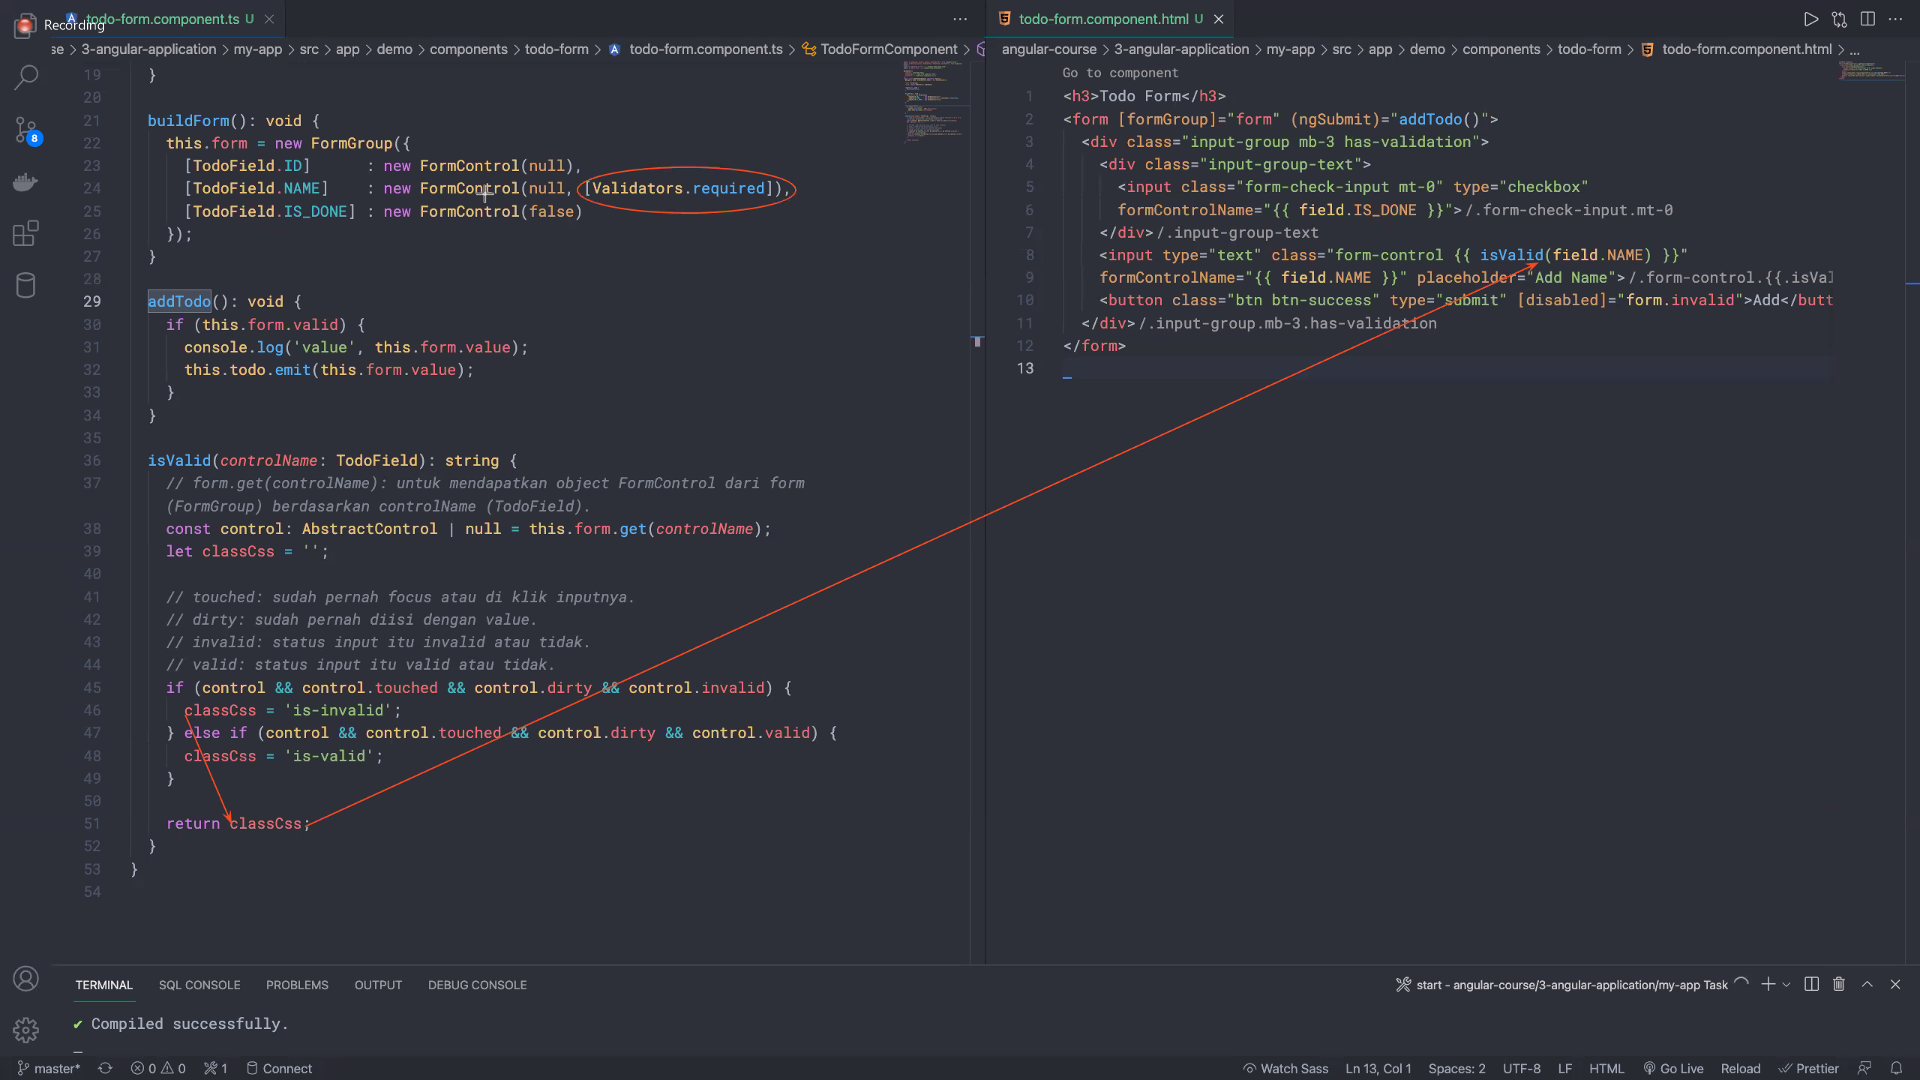 Recording
todo-form.component.ts U
se > 3-angular-application > my-app > src > app > demo > components > todo-form > todo-form.component.ts > TodoFormComponent >
19 }
20
21 buildForm(): void {
22 this.form = new FormGroup({
23 [TodoField.ID] : new FormControl(null),
24 [TodoField.NAME] : new FormControl(null, [Validators.required]),
25 [TodoField.IS_DONE] : new FormControl(false)
26 });
27 }
28
29 addTodo(): void {
30 if (this.form.valid) {
31 console.log('value', this.form.value);
32 this.todo.emit(this.form.value);
33 }
34 }
35
36 isValid(controlName: TodoField): string {
37 // form.get(controlName): untuk mendapatkan object FormControl dari form
(FormGroup) berdasarkan controlName (TodoField).
38 const control: AbstractControl | null = this.form.get(controlName);
39 let classCss = '';
40
41 // touched: sudah pernah focus atau di klik inputnya.
42 // dirty: sudah pernah diisi dengan value.
43 // invalid: status input itu invalid atau tidak.
44 // valid: status input itu valid atau tidak.
45 if (control && control.touched && control.dirty && control.invalid) {
46 classCss = 'is-invalid';
47 } else if (control && control.touched && control.dirty && control.valid) {
48 classCss = 'is-valid';
49 }
50
51 return classCss;
52 }
53 }
54
todo-form.component.html U
angular-course > 3-angular-application > my-app > src > app > demo > components > todo-form > todo-form.component.html > ...
Go to component
1 <h3>Todo Form</h3>
2 <form [formGroup]="form" (ngSubmit)="addTodo()">
3 <div class="input-group mb-3 has-validation">
4 <div class="input-group-text">
5 <input class="form-check-input mt-0" type="checkbox"
6 formControlName="{{ field.IS_DONE }}">/.form-check-input.mt-0
7 </div>/.input-group-text
8 <input type="text" class="form-control {{ isValid(field.NAME) }}"
9 formControlName="{{ field.NAME }}" placeholder="Add Name">/.form-control.{{.isVal
10 <button class="btn btn-success" type="submit" [disabled]="form.invalid">Add</butt
11 </div>/.input-group.mb-3.has-validation
12 </form>
13
8
TERMINAL SQL CONSOLE PROBLEMS OUTPUT DEBUG CONSOLE
start - angular-course/3-angular-application/my-app Task
✔ Compiled successfully.
master* 0 0 1 Connect
Watch Sass Ln 13, Col 1 Spaces: 2 UTF-8 LF HTML Go Live Reload Prettier